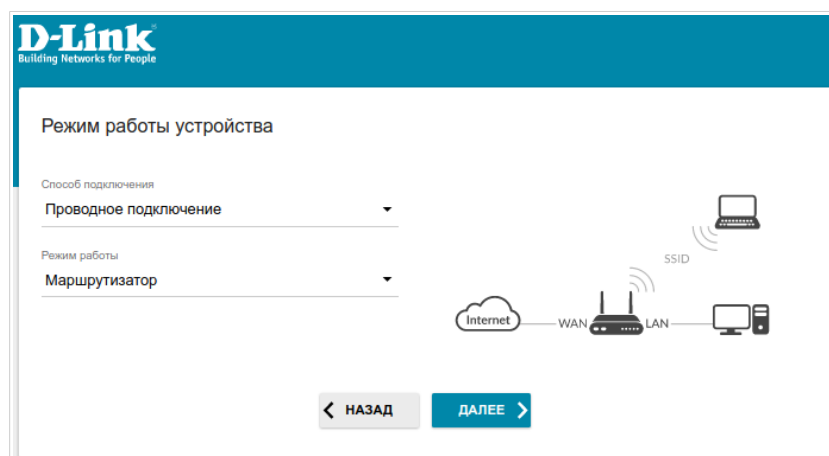 D-Link
Building Networks for People
Режим работы устройства
Способ подключения
Проводное подключение
Режим работы
Маршрутизатор
SSID
Internet
WAN
LAN
НАЗАД
ДАЛЕЕ